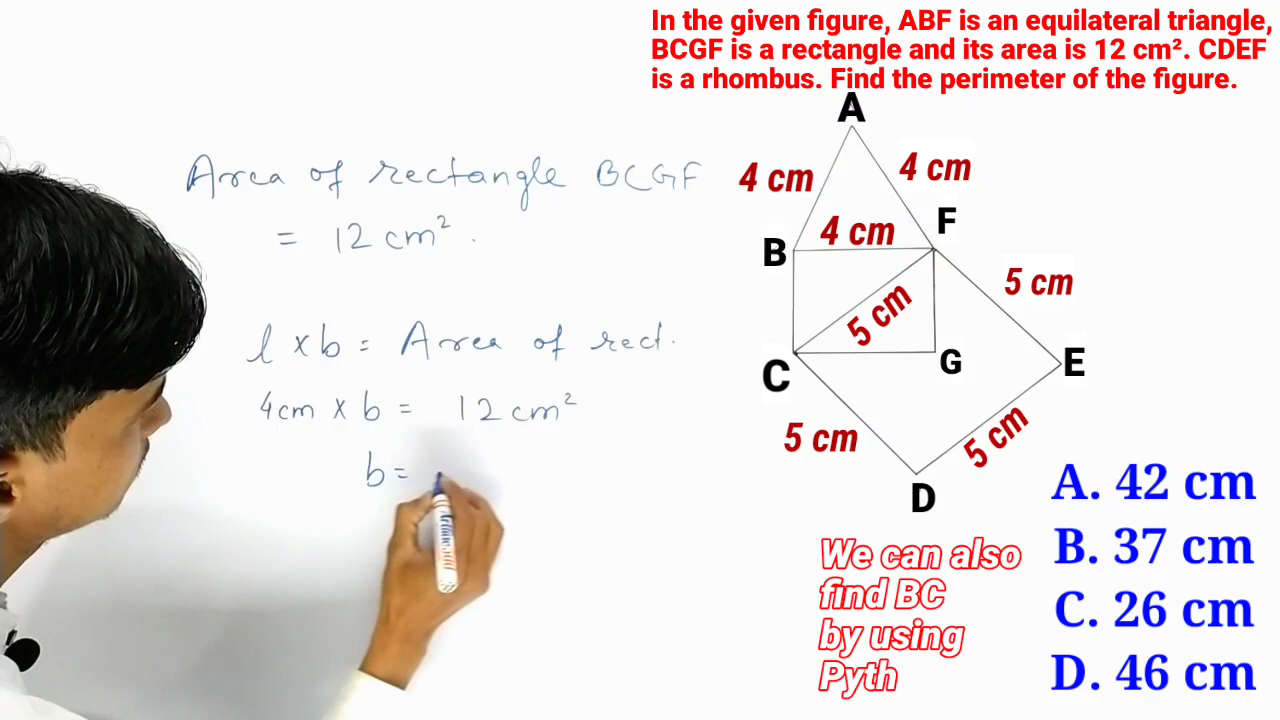 In the given figure, ABF is an equilateral triangle,
BCGF is a rectangle and its area is 12 cm². CDEF
is a rhombus. Find the perimeter of the figure.
Area of rectangle BCGF
= 12 cm².
l x b = Area of rect.
4cm x b = 12 cm²
b =
A
4 cm
4 cm
B
4 cm
F
5 cm
5 cm
C
G
E
5 cm
5 cm
D
We can also
find BC
by using
Pyth
A. 42 cm
B. 37 cm
C. 26 cm
D. 46 cm